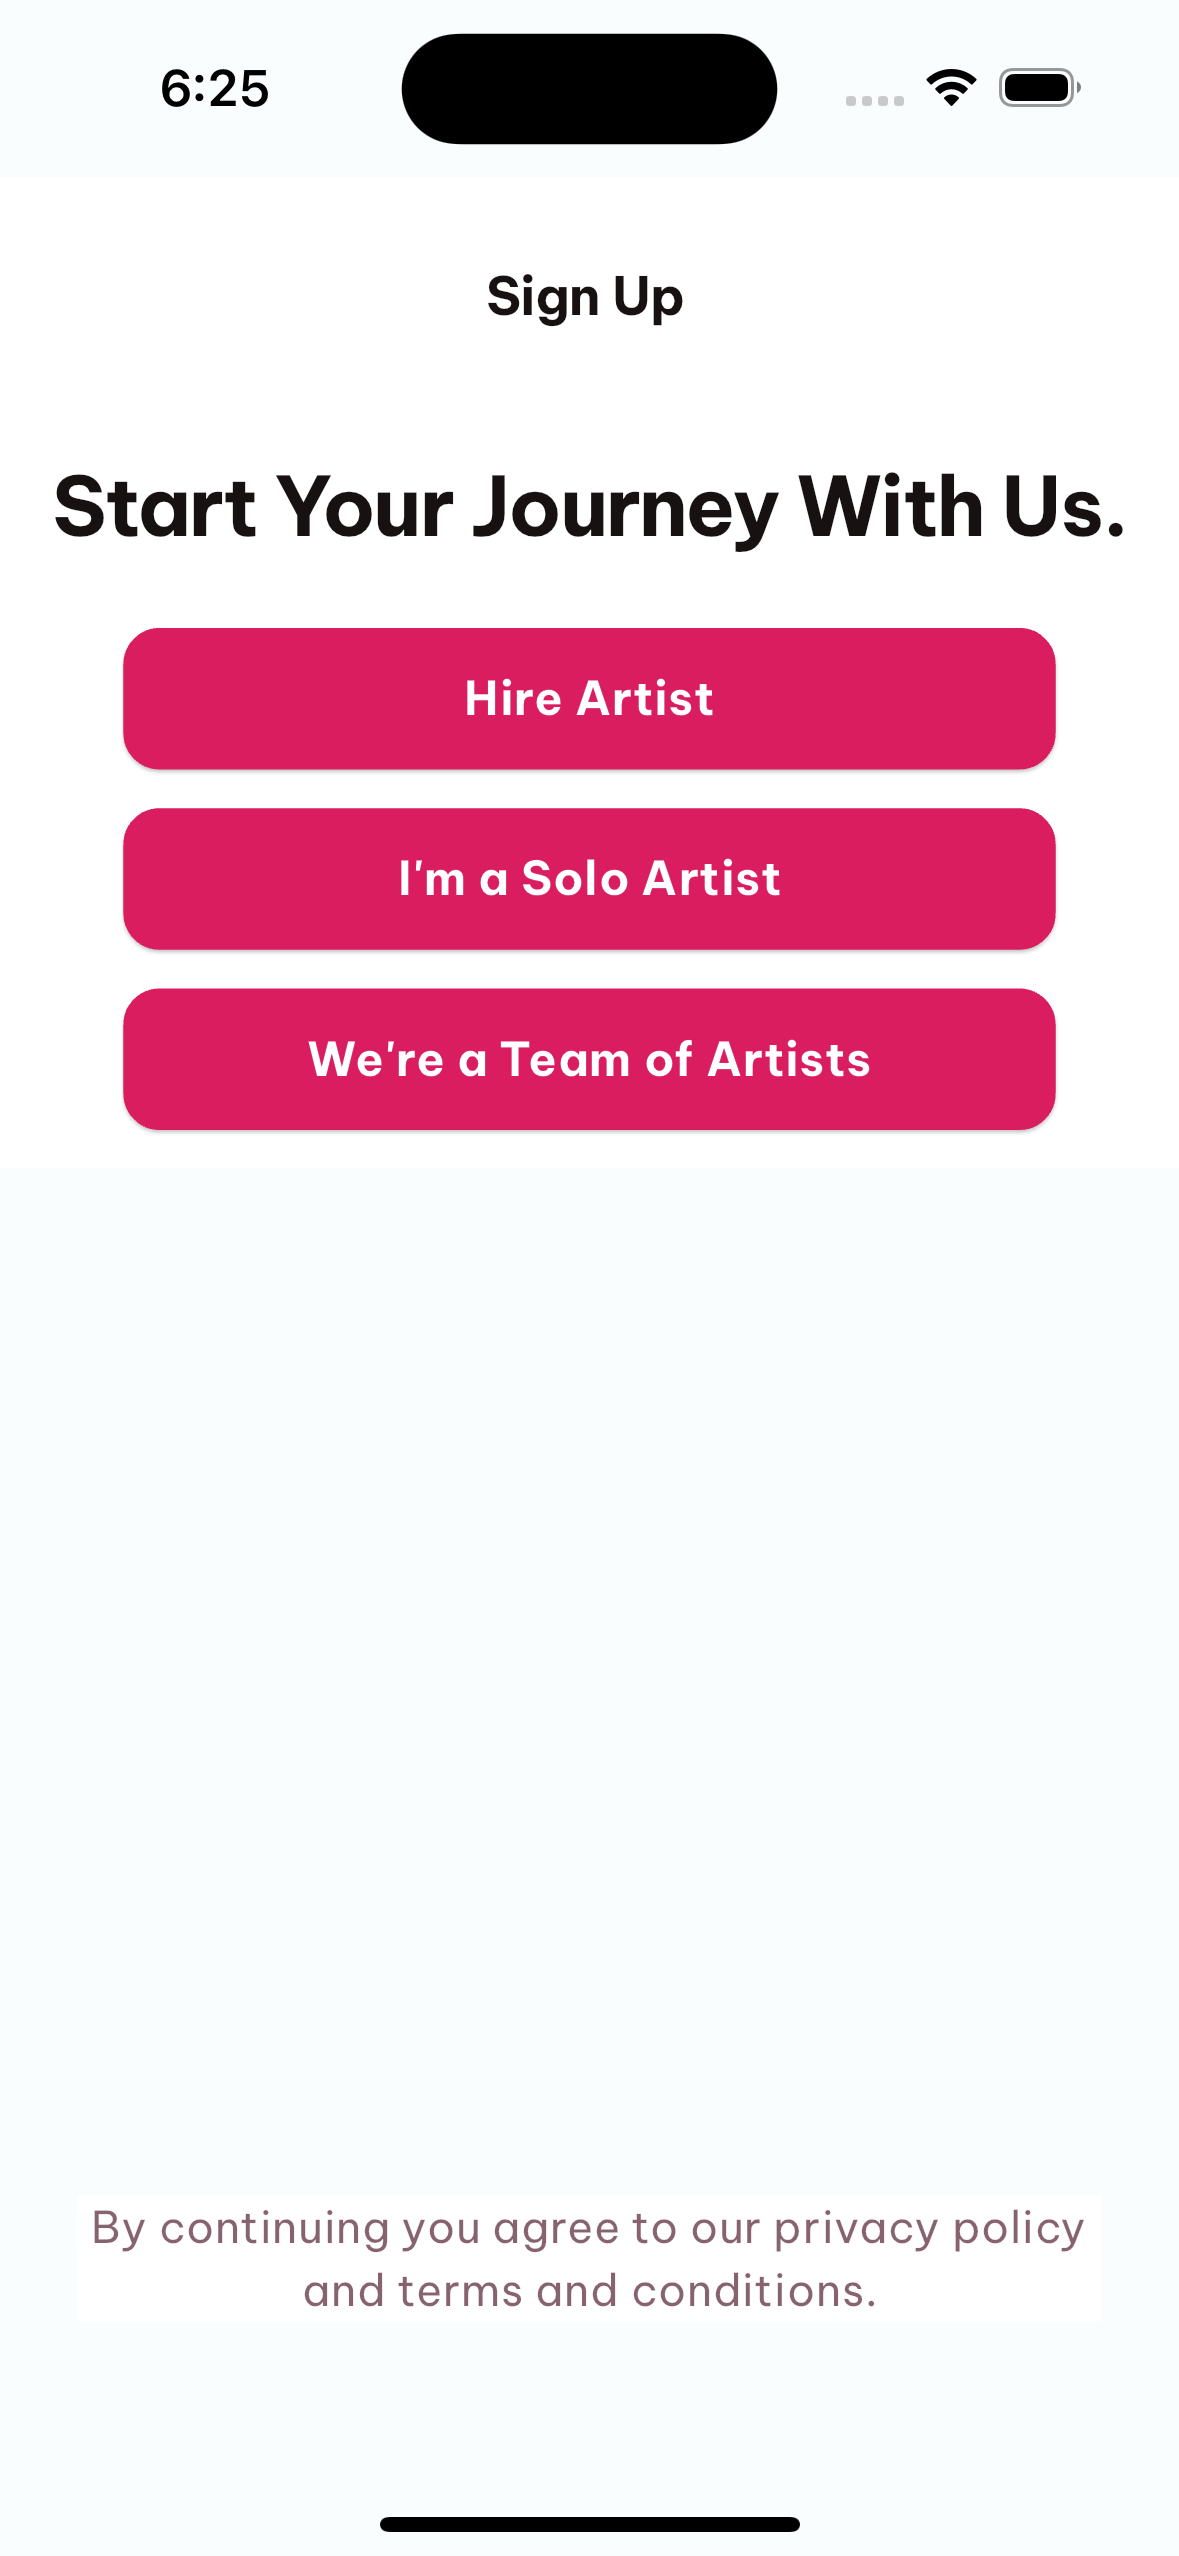 6:25
Sign Up
Start Your Journey With Us.
Hire Artist
I'm a Solo Artist
We're a Team of Artists
By continuing you agree to our privacy policy
and terms and conditions.